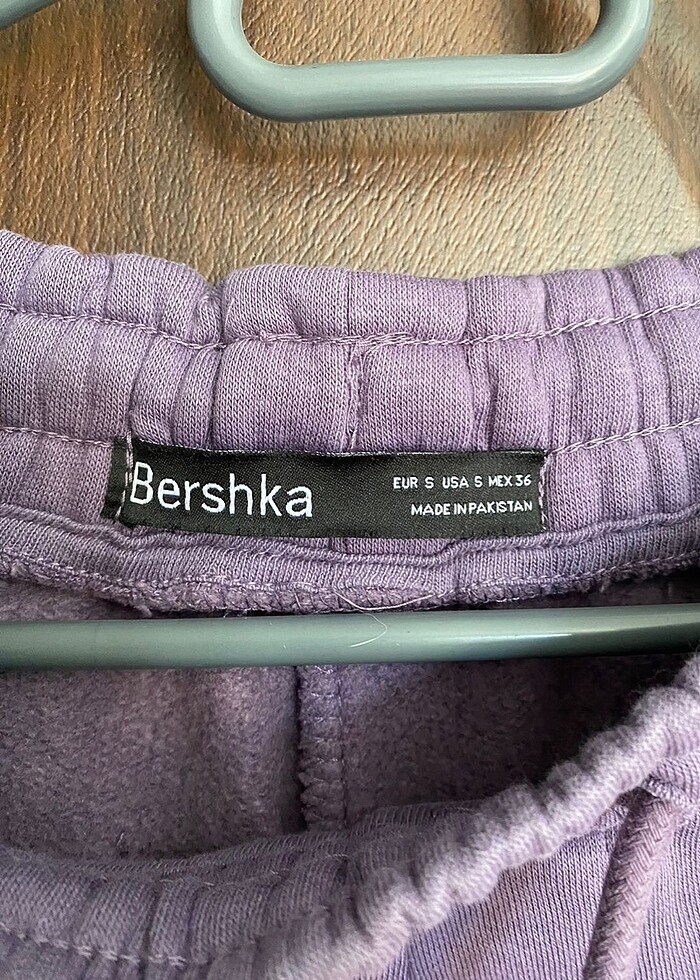 Bershka
EUR S USA S MEX 36
MADE IN PAKISTAN